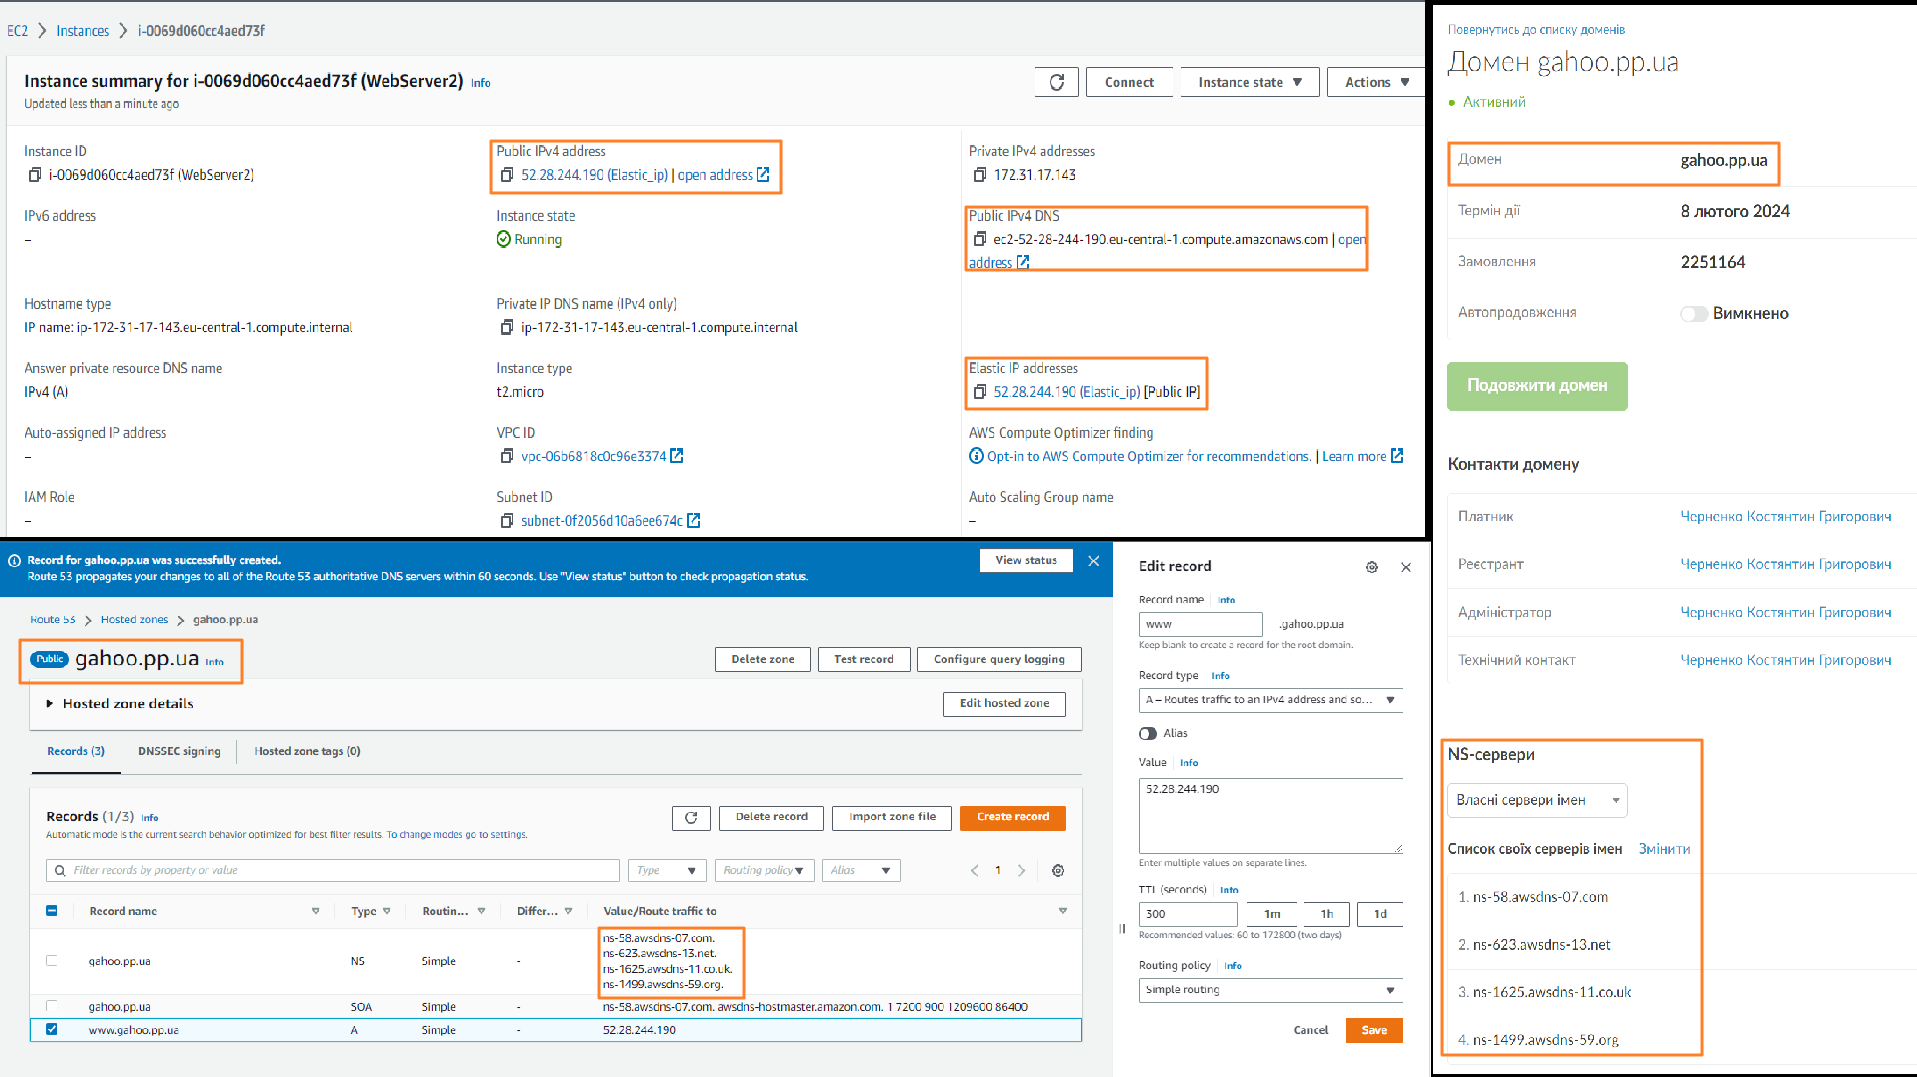 EC2 > Instances > i-0069d060cc4aed73f
Instance summary for i-0069d060cc4aed73f (WebServer2) Info
Updated less than a minute ago
Connect
Instance state
Actions
Instance ID
i-0069d060cc4aed73f (WebServer2)
Public IPv4 address
52.28.244.190 (Elastic_ip) | open address
Private IPv4 addresses
172.31.17.143
IPv6 address
–
Instance state
Running
Public IPv4 DNS
ec2-52-28-244-190.eu-central-1.compute.amazonaws.com | open
address
Hostname type
IP name: ip-172-31-17-143.eu-central-1.compute.internal
Private IP DNS name (IPv4 only)
ip-172-31-17-143.eu-central-1.compute.internal
Answer private resource DNS name
IPv4 (A)
Instance type
t2.micro
Elastic IP addresses
52.28.244.190 (Elastic_ip) [Public IP]
Auto-assigned IP address
–
VPC ID
vpc-06b6818c0c96e3374
AWS Compute Optimizer finding
Opt-in to AWS Compute Optimizer for recommendations. | Learn more
IAM Role
–
Subnet ID
subnet-0f2056d10a6ee674c
Auto Scaling Group name
–
Record for gahoo.pp.ua was successfully created.
Route 53 propagates your changes to all of the Route 53 authoritative DNS servers within 60 seconds. Use "View status" button to check propagation status.
View status
Route 53 > Hosted zones > gahoo.pp.ua
Public gahoo.pp.ua Info
Delete zone
Test record
Configure query logging
Hosted zone details
Edit hosted zone
Records (3)
DNSSEC signing
Hosted zone tags (0)
Records (1/3) Info
Automatic mode is the current search behavior optimized for best filter results. To change modes go to settings.
Delete record
Import zone file
Create record
Filter records by property or value
Type
Routing policy
Alias
1
Record name Type Routin... Differ... Value/Route traffic to
gahoo.pp.ua NS Simple -
ns-58.awsdns-07.com.
ns-623.awsdns-13.net.
ns-1625.awsdns-11.co.uk.
ns-1499.awsdns-59.org.
gahoo.pp.ua SOA Simple - ns-58.awsdns-07.com. awsdns-hostmaster.amazon.com. 1 7200 900 1209600 86400
www.gahoo.pp.ua A Simple - 52.28.244.190
Edit record
Record name Info
www .gahoo.pp.ua
Keep blank to create a record for the root domain.
Record type Info
A – Routes traffic to an IPv4 address and so...
Alias
Value Info
52.28.244.190
Enter multiple values on separate lines.
TTL (seconds) Info
300 1m 1h 1d
Recommended values: 60 to 172800 (two days)
Routing policy Info
Simple routing
Cancel Save
Повернутись до списку доменів
Домен gahoo.pp.ua
Активний
Домен gahoo.pp.ua
Термін дії 8 лютого 2024
Замовлення 2251164
Автопродовження Вимкнено
Подовжити домен
Контакти домену
Платник Черненко Костянтин Григорович
Реєстрант Черненко Костянтин Григорович
Адміністратор Черненко Костянтин Григорович
Технічний контакт Черненко Костянтин Григорович
NS-сервери
Власні сервери імен
Список своїх серверів імен Змінити
1. ns-58.awsdns-07.com
2. ns-623.awsdns-13.net
3. ns-1625.awsdns-11.co.uk
4. ns-1499.awsdns-59.org